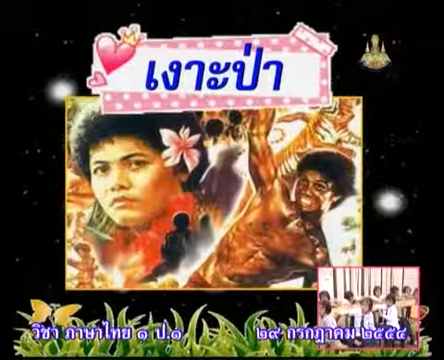 เงาะป่า
วิชา ภาษาไทย ๑ ป.๑ ๒๙ กรกฎาคม ๒๕๕๔